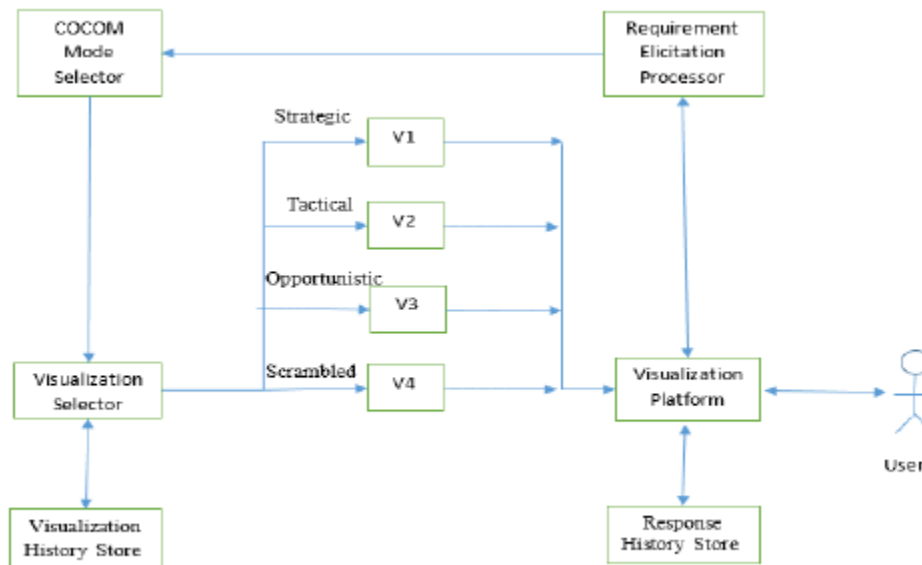 COCOM
Mode
Selector
Requirement
Elicitation
Processor
Strategic
V1
Tactical
V2
Opportunistic
V3
Scrambled
V4
Visualization
Selector
Visualization
Platform
User
Visualization
History Store
Response
History Store